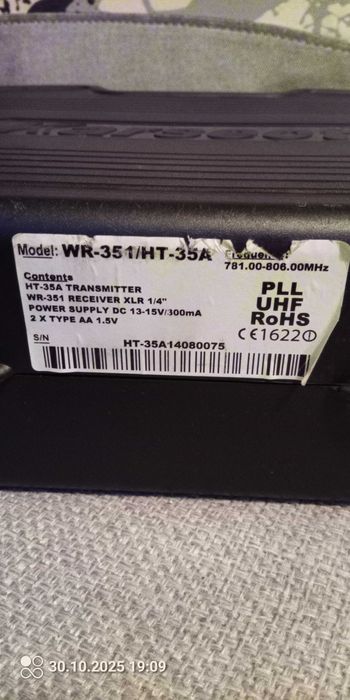 Model: WR-351/HT-35A
781.00-806.00MHz
Contents
HT-35A TRANSMITTER
WR-351 RECEIVER XLR 1/4"
POWER SUPPLY DC 13-15V/300mA
2 X TYPE AA 1.5V
PLL
UHF
RoHS
CE1622
S/N
HT-35A14080075
30.10.2025 19:09